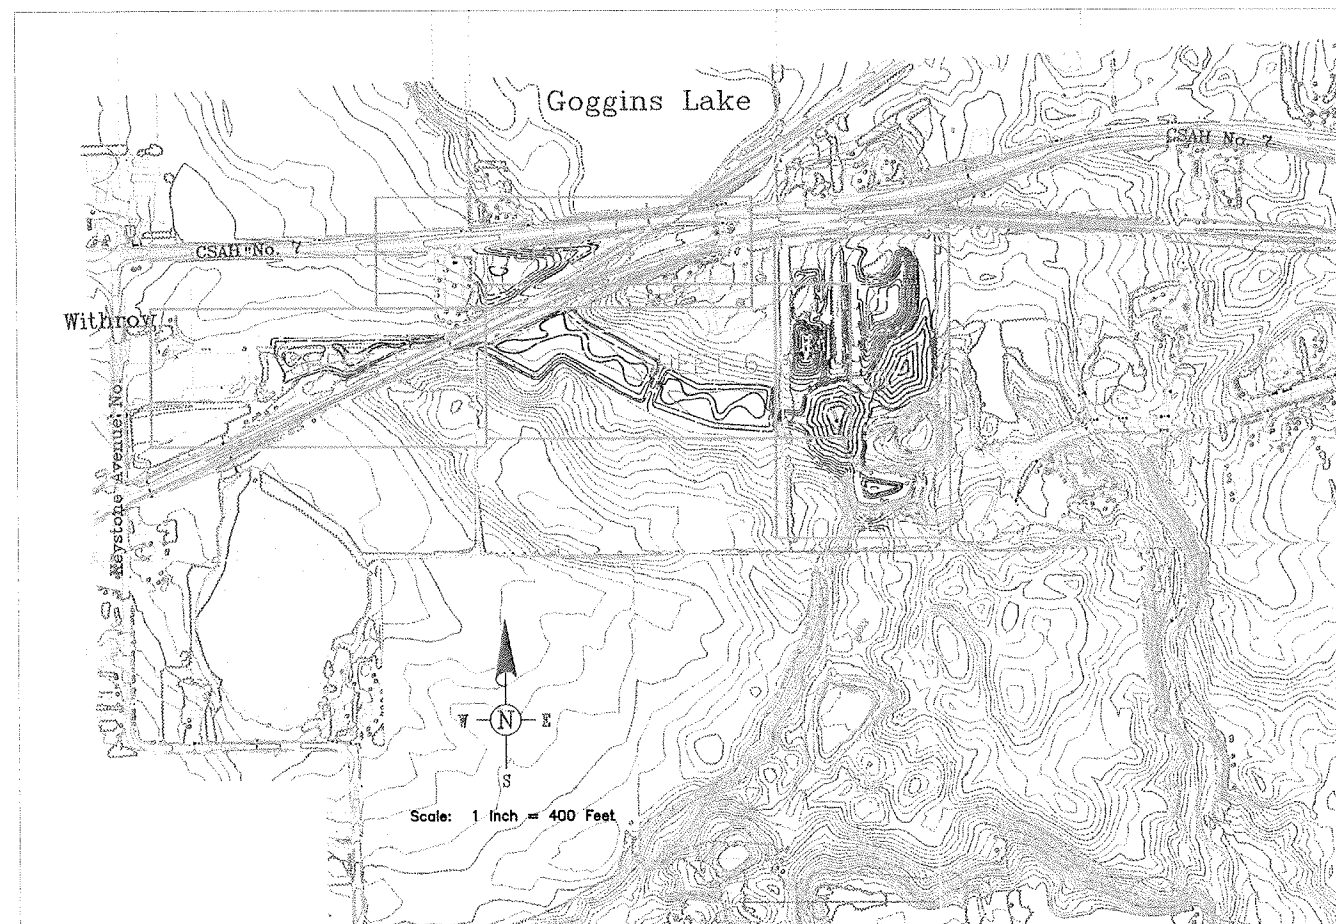 Goggins Lake
CSAH No. 7
CSAH No. 7
Withrow
Keystone Avenue No.
N
W
E
S
Scale: 1 Inch = 400 Feet